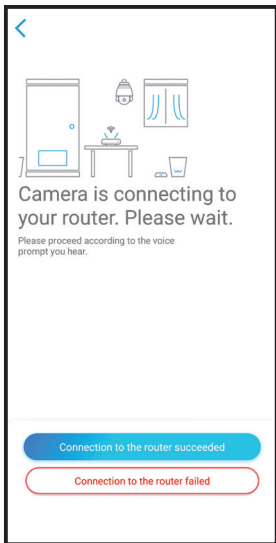 Camera is connecting to
your router. Please wait.
Please proceed according to the voice
prompt you hear.
Connection to the router succeeded
Connection to the router failed